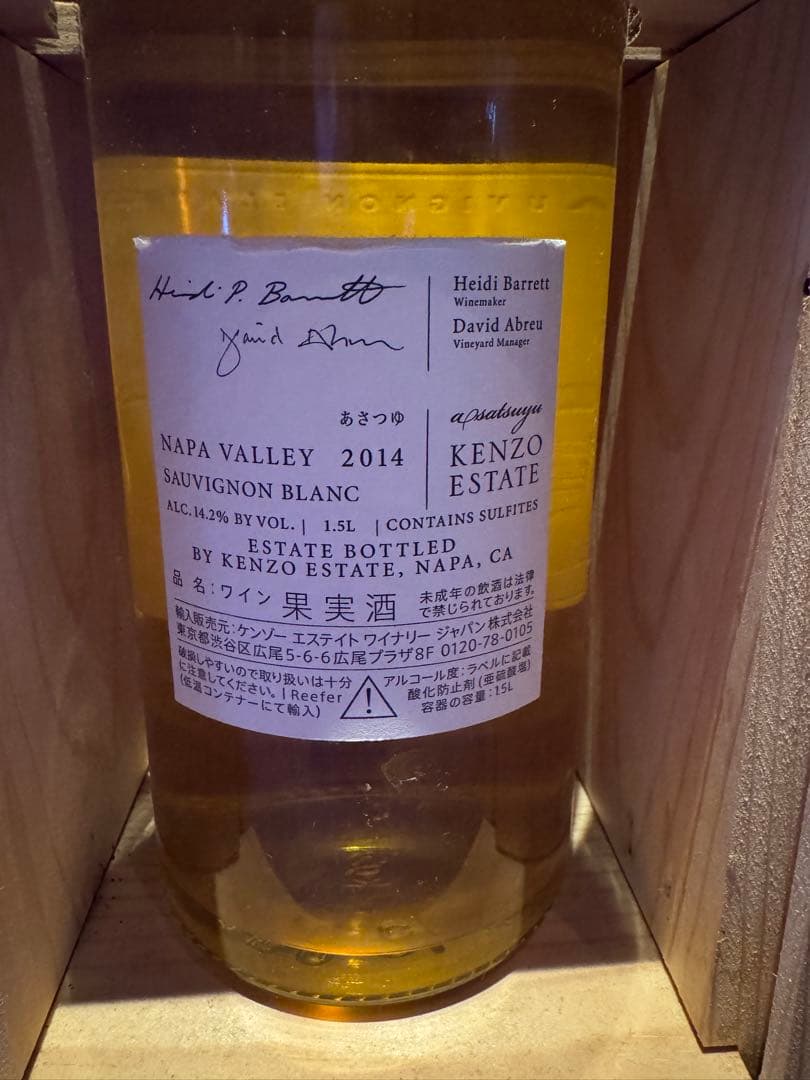 Heidi P. Barrett
David Abreu
Heidi Barrett
Winemaker
David Abreu
Vineyard Manager
あさつゆ
NAPA VALLEY 2014
SAUVIGNON BLANC
asatsuyu
KENZO
ESTATE
ALC.14.2% BY VOL. | 1.5L | CONTAINS SULFITES
ESTATE BOTTLED
BY KENZO ESTATE, NAPA, CA
品 名:ワイン 果実酒
未成年の飲酒は法律
で禁じられております。
輸入販売元:ケンゾー エステイト ワイナリー ジャパン株式会社
東京都渋谷区広尾5-6-6広尾プラザ8F 0120-78-0105
破損しやすいので取り扱いは十分
に注意してください。| Reefer
(低温コンテナーにて輸入)
アルコール度:ラベルに記載
酸化防止剤(亜硫酸塩)
容器の容量:1.5L